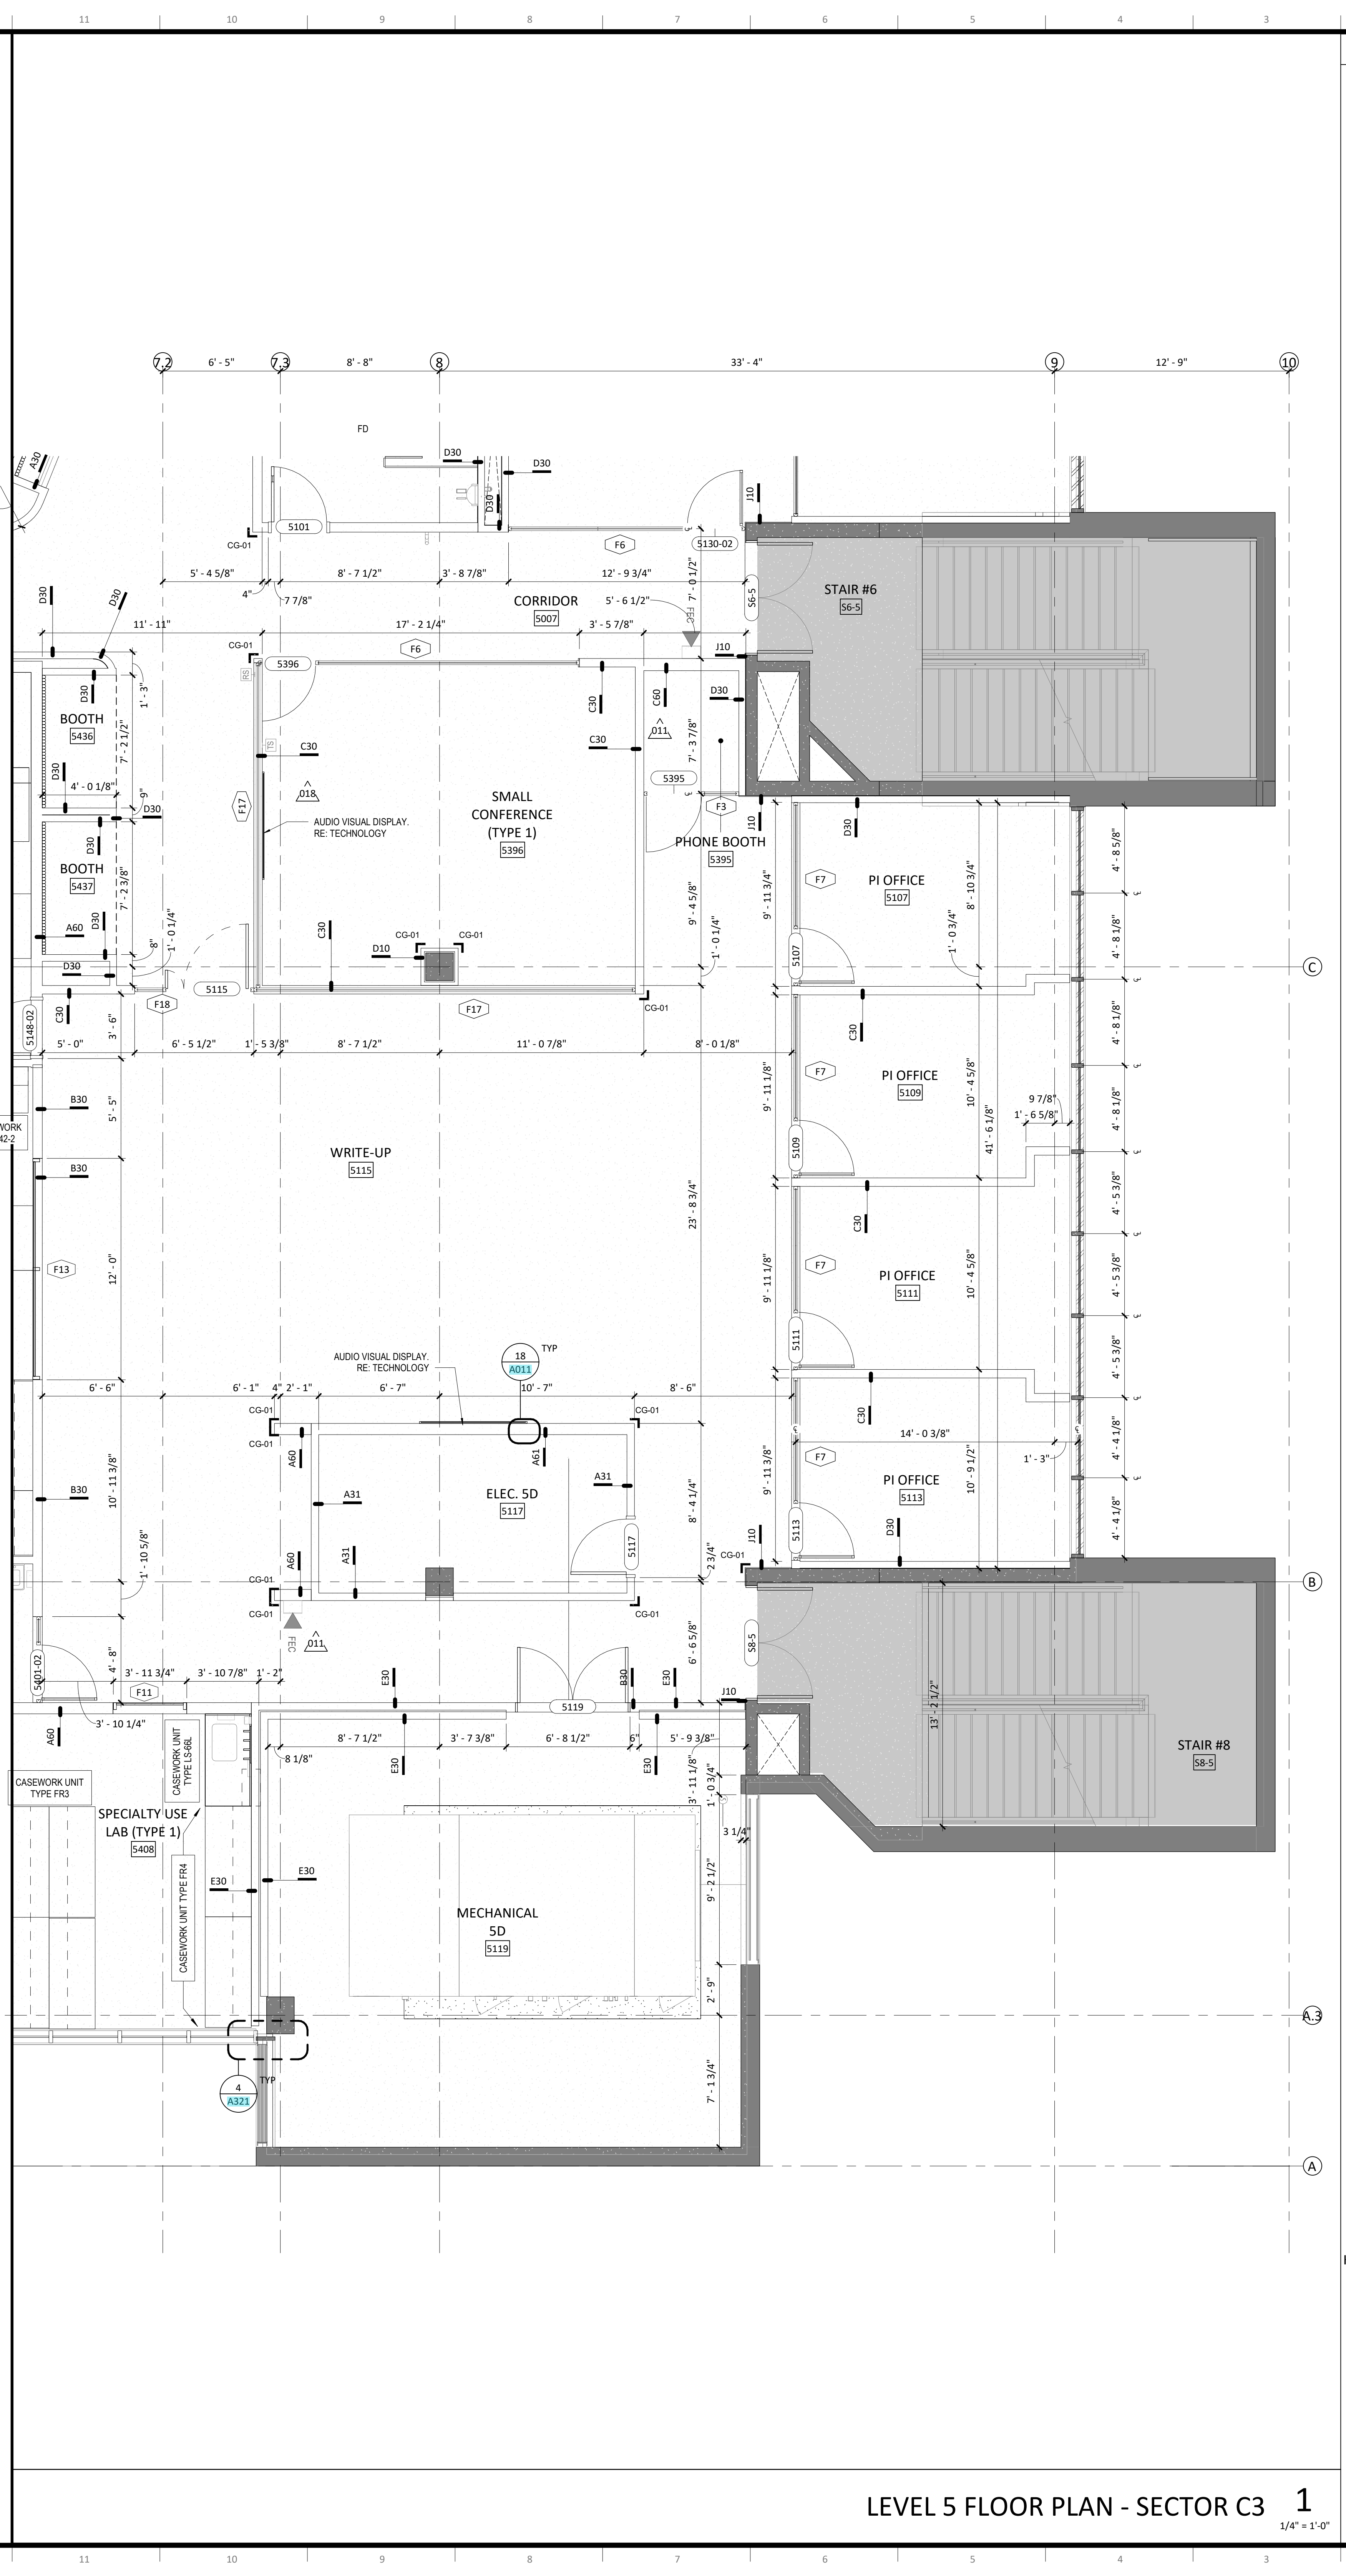 11 10 9 8 7 6 5 4 3
7.2 6' - 5" 7.3 8' - 8" 8 33' - 4" 9 12' - 9" 10
FD
A30
D30
D30
D30
J10
5101
CG-01
F6
5130-02
5' - 4 5/8"
8' - 7 1/2"
3' - 8 7/8"
12' - 9 3/4"
4"
7 7/8"
7' - 0 1/2"
S6-5
STAIR #6
S6-5
CORRIDOR
5007
5' - 6 1/2"
FEC
D30
D30
11' - 11"
17' - 2 1/4"
3' - 5 7/8"
CG-01
F6
J10
5396
RS
D30
1' - 3"
C30
C60
D30
BOOTH
5436
7' - 2 1/2"
TS
C30
C30
011
7' - 3 7/8"
D30
4' - 0 1/8"
9"
D30
018
5395
F17
F3
SMALL
CONFERENCE
(TYPE 1)
5396
AUDIO VISUAL DISPLAY.
RE: TECHNOLOGY
J10
D30
PHONE BOOTH
5395
D30
BOOTH
5437
7' - 2 3/8"
4' - 8 5/8"
F7
PI OFFICE
5107
9' - 11 3/4"
8' - 10 3/4"
9' - 4 5/8"
A60
D30
8"
1' - 0 1/4"
C30
D10
CG-01
CG-01
1' - 0 1/4"
5107
1' - 0 3/4"
4' - 8 1/8"
D30
C
5115
F18
F17
CG-01
C30
5148-02
3' - 6"
C30
5' - 0"
6' - 5 1/2"
1' - 5 3/8"
8' - 7 1/2"
11' - 0 7/8"
8' - 0 1/8"
4' - 8 1/8"
F7
PI OFFICE
5109
9' - 11 1/8"
10' - 4 5/8"
9 7/8"
1' - 6 5/8"
4' - 8 1/8"
B30
5' - 5"
41' - 6 1/8"
WORK
42-2
WRITE-UP
5115
5109
B30
C30
4' - 5 3/8"
23' - 8 3/4"
F13
12' - 0"
F7
9' - 11 1/8"
PI OFFICE
5111
10' - 4 5/8"
4' - 5 3/8"
5111
4' - 5 3/8"
AUDIO VISUAL DISPLAY.
RE: TECHNOLOGY
18
A011
TYP
6' - 6"
6' - 1"
4"
2' - 1"
6' - 7"
10' - 7"
8' - 6"
C30
CG-01
CG-01
CG-01
14' - 0 3/8"
4' - 4 1/8"
A60
A61
F7
1' - 3"
9' - 11 3/8"
10' - 9 1/2"
10' - 11 3/8"
B30
A31
ELEC. 5D
5117
A31
8' - 4 1/4"
PI OFFICE
5113
4' - 4 1/8"
1' - 10 5/8"
A60
A31
5117
2 3/4"
J10
5113
D30
CG-01
CG-01
B
CG-01
CG-01
FEC
011
6' - 6 5/8"
S8-5
5401-02
4' - 8"
3' - 11 3/4"
3' - 10 7/8"
1' - 2"
E30
B30
E30
J10
F11
5119
A60
3' - 10 1/4"
8' - 7 1/2"
3' - 7 3/8"
6' - 8 1/2"
6"
5' - 9 3/8"
8 1/8"
E30
E30
13' - 2 1/2"
STAIR #8
S8-5
CASEWORK UNIT
TYPE LS-66L
CASEWORK UNIT
TYPE FR3
3' - 11 1/8"
1' - 0 3/4"
SPECIALTY USE
LAB (TYPE 1)
5408
3 1/4"
E30
E30
9' - 2 1/2"
CASEWORK UNIT TYPE FR4
MECHANICAL
5D
5119
2' - 9"
A.3
4
A321
TYP
7' - 1 3/4"
A
LEVEL 5 FLOOR PLAN - SECTOR C3 1
1/4" = 1'-0"
11 10 9 8 7 6 5 4 3